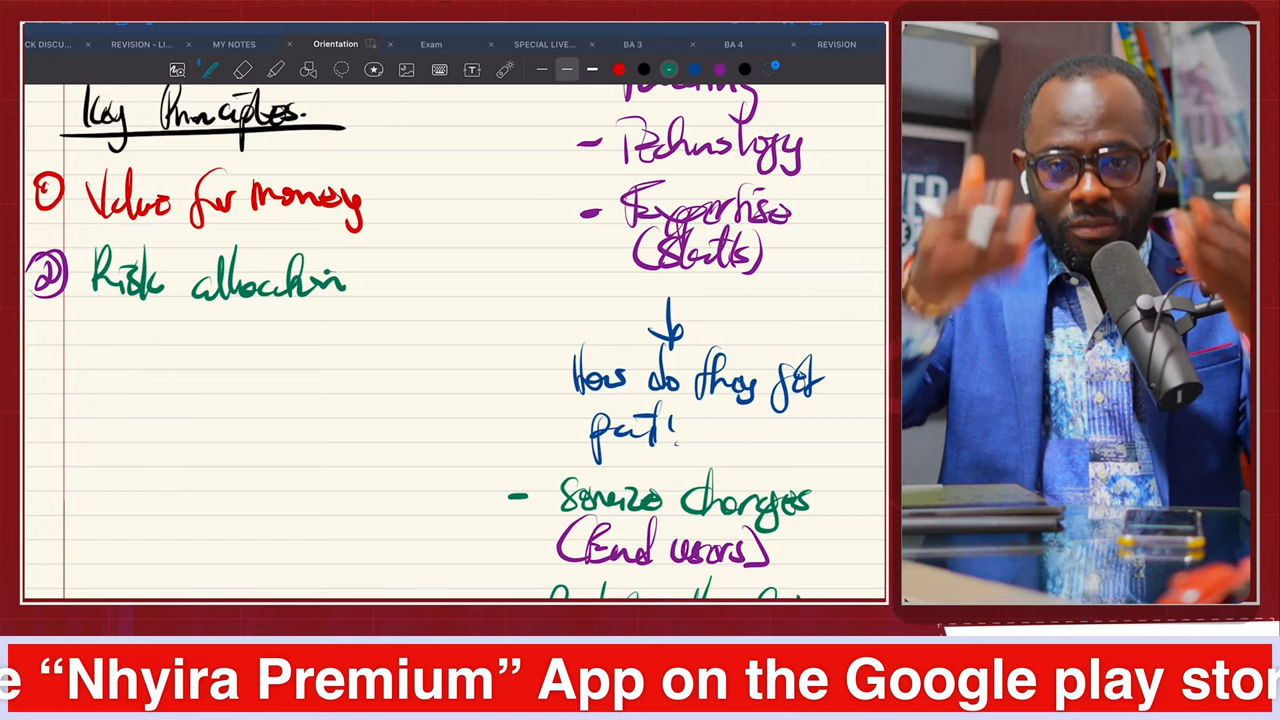 CK DISCU...
REVISION - LI...
MY NOTES
Orientation
Exam
SPECIAL LIVE...
BA 3
BA 4
REVISION
Key Principles.
① Value for money
② Risk allocation
- Technology
- Expertise
(Staffs)
How do they get
paid?
- Service charges
(End users)
e “Nhyira Premium” App on the Google play stor